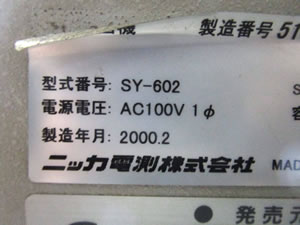 機 製造番号 51
型式番号: SY-602
電源電圧: AC100V 1φ
製造年月: 2000.2
ニッカ電測株式会社 MAD
● 発売元